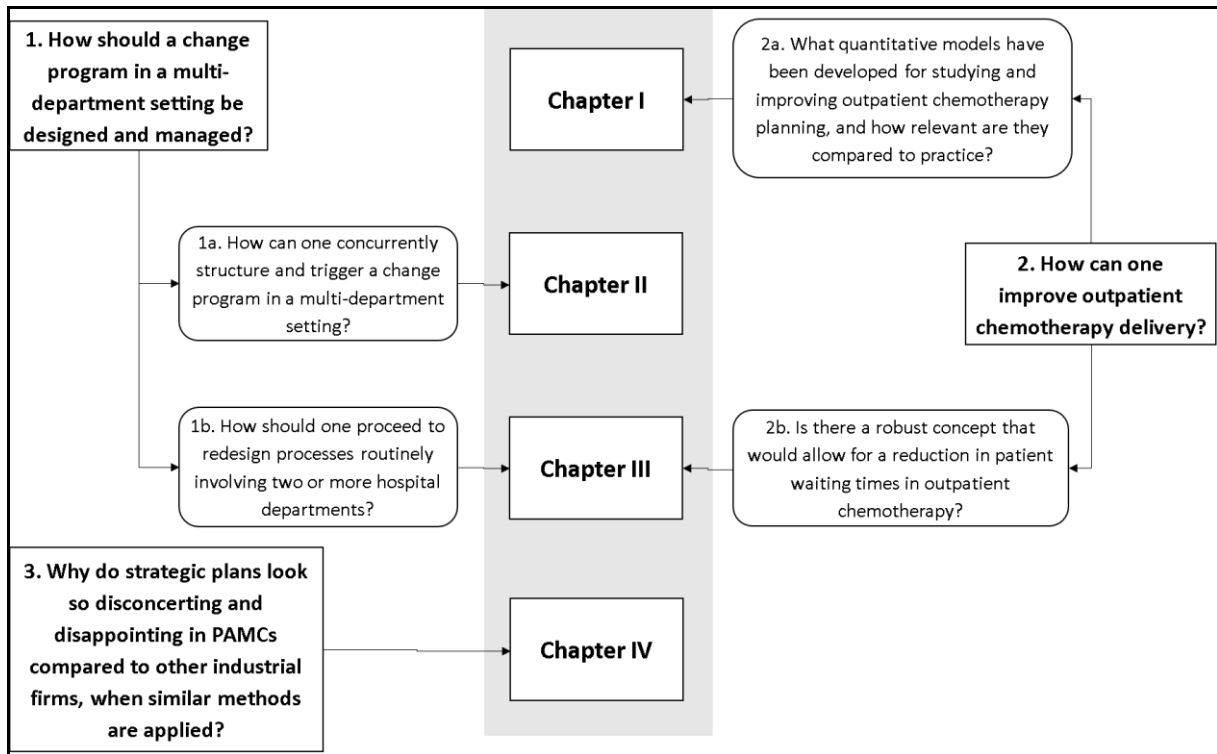 1. How should a change
program in a multi-
department setting be
designed and managed?
Chapter I
2a. What quantitative models have
been developed for studying and
improving outpatient chemotherapy
planning, and how relevant are they
compared to practice?
1a. How can one concurrently
structure and trigger a change
program in a multi-department
setting?
Chapter II
2. How can one
improve outpatient
chemotherapy delivery?
1b. How should one proceed to
redesign processes routinely
involving two or more hospital
departments?
Chapter III
2b. Is there a robust concept that
would allow for a reduction in patient
waiting times in outpatient
chemotherapy?
3. Why do strategic plans look
so disconcerting and
disappointing in PAMCs
compared to other industrial
firms, when similar methods
are applied?
Chapter IV